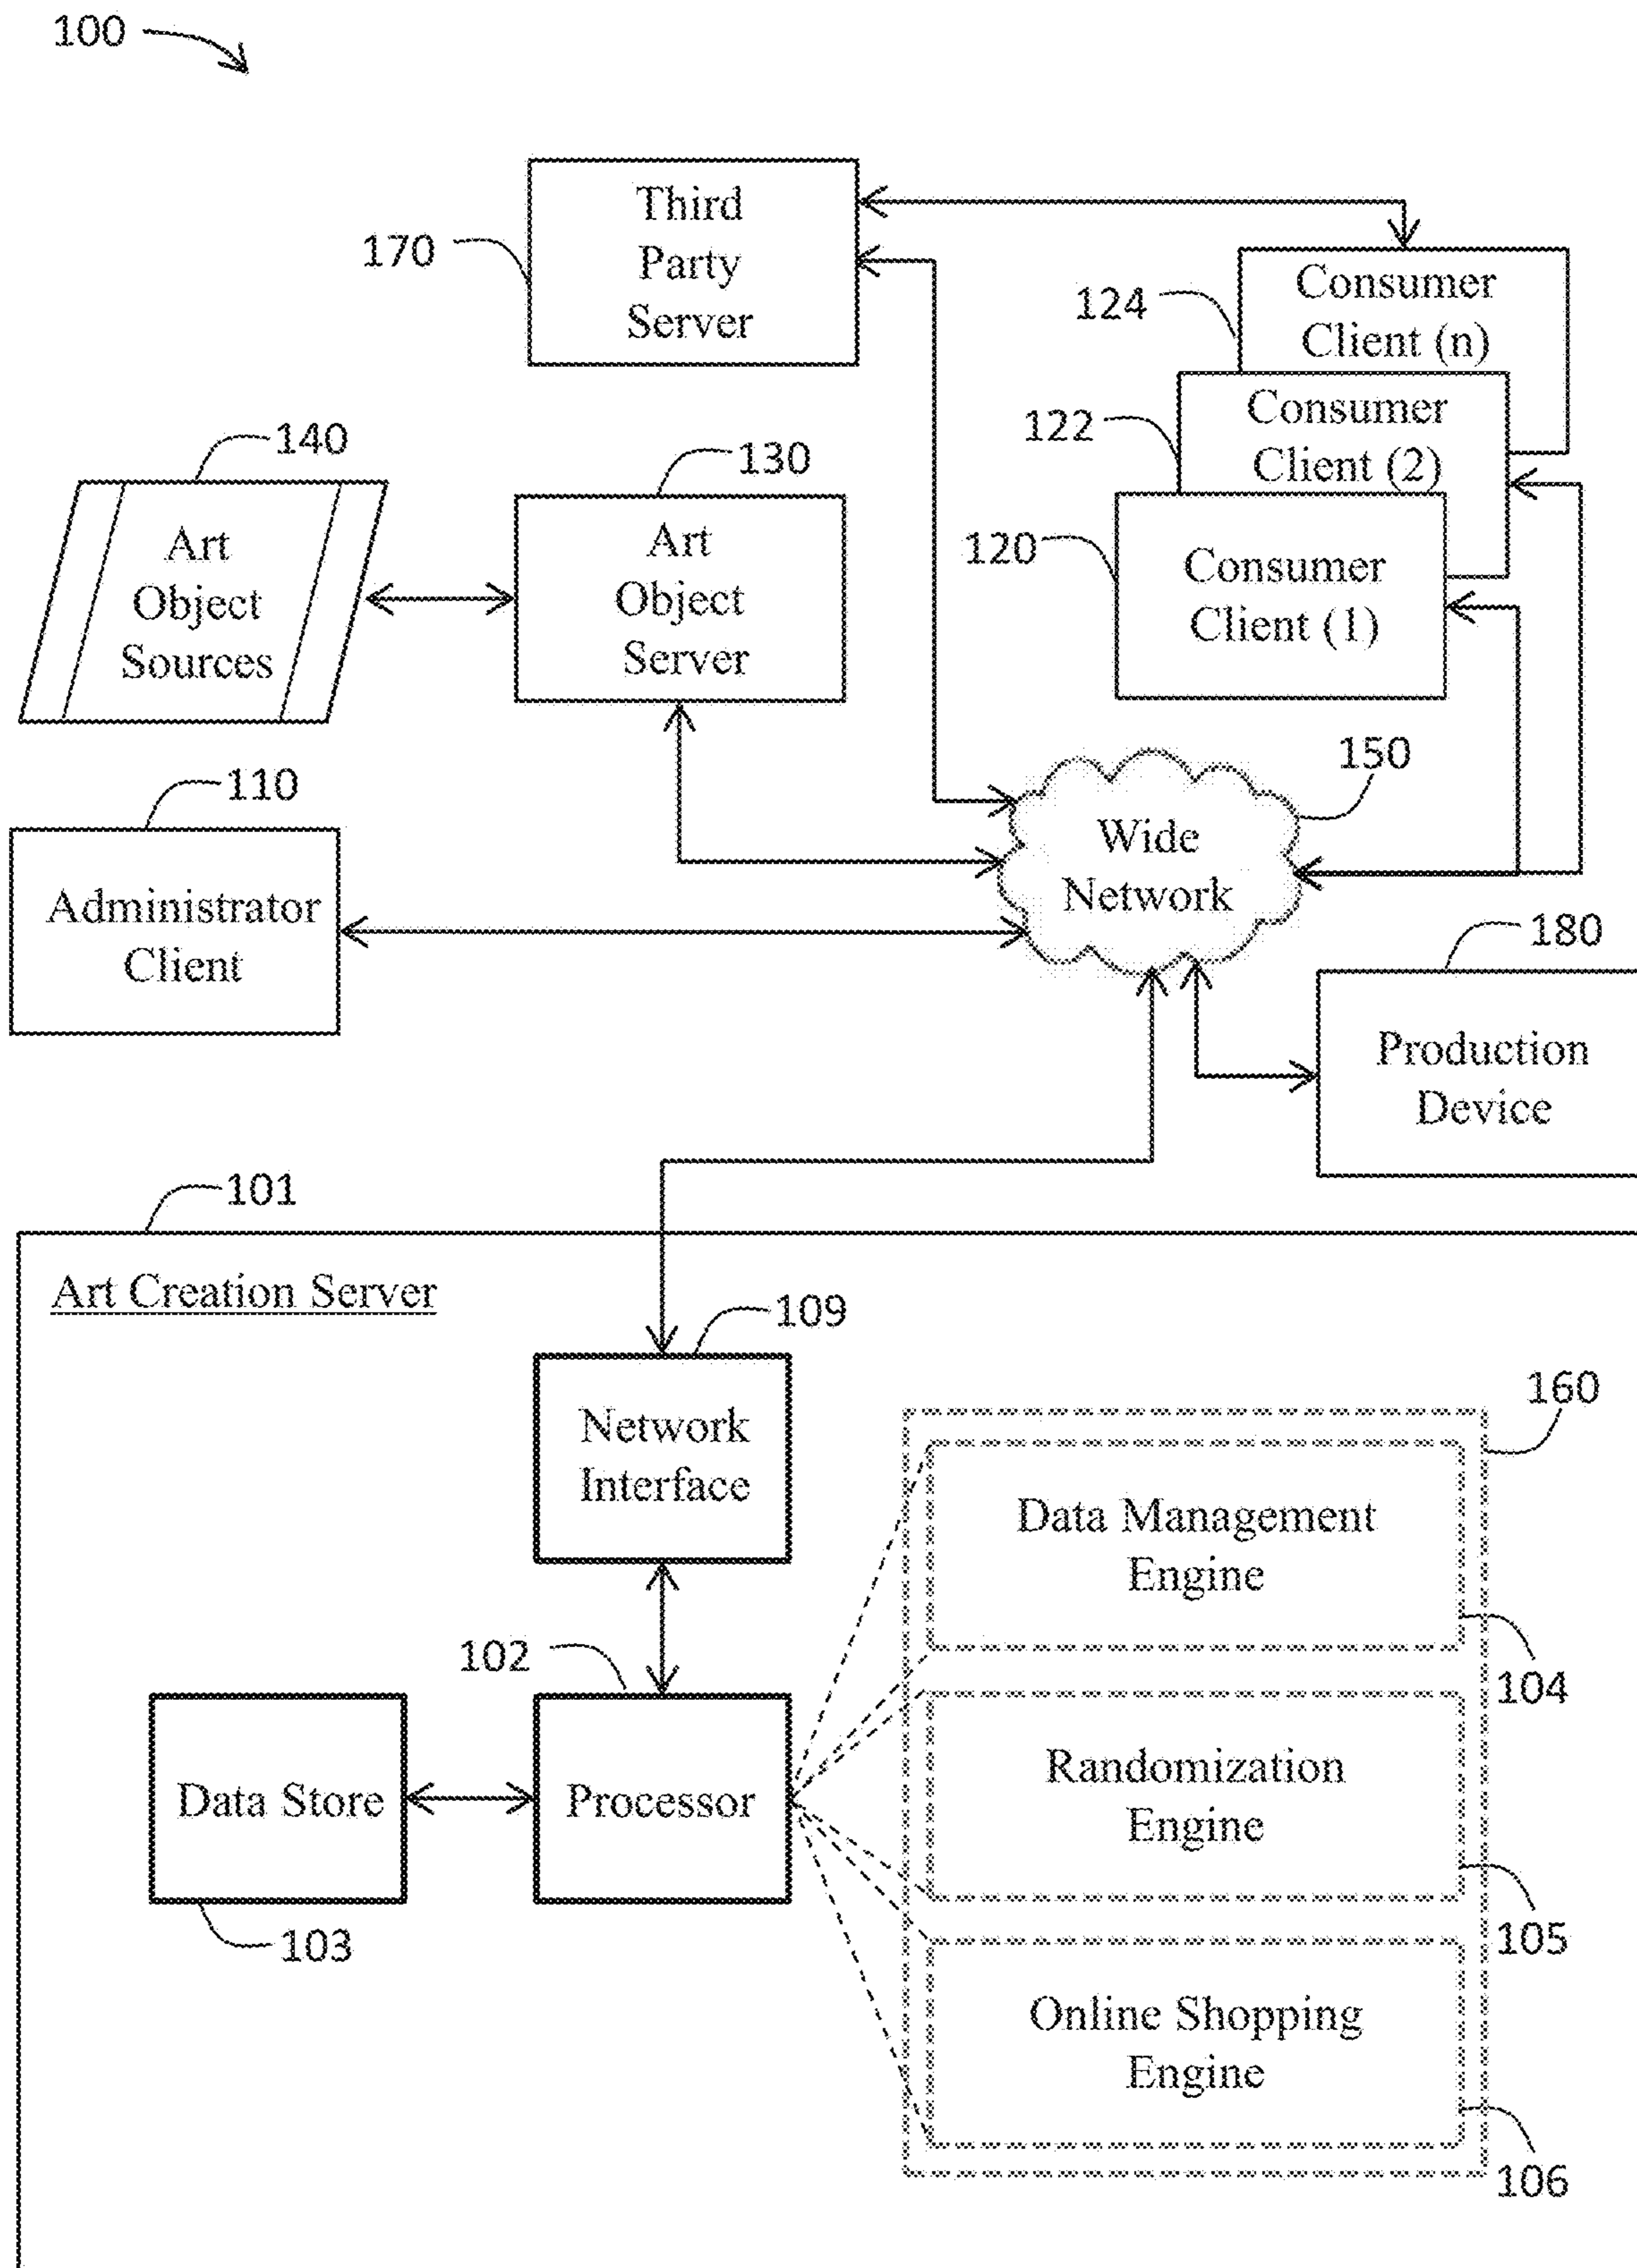 100
Third
Party
Server
170
Consumer
Client (n)
124
Consumer
Client (2)
122
Consumer
Client (1)
120
140
Art
Object
Sources
130
Art
Object
Server
110
Administrator
Client
150
Wide
Network
180
Production
Device
101
Art Creation Server
109
Network
Interface
160
Data Management
Engine
104
102
Data Store
Processor
103
Randomization
Engine
105
Online Shopping
Engine
106